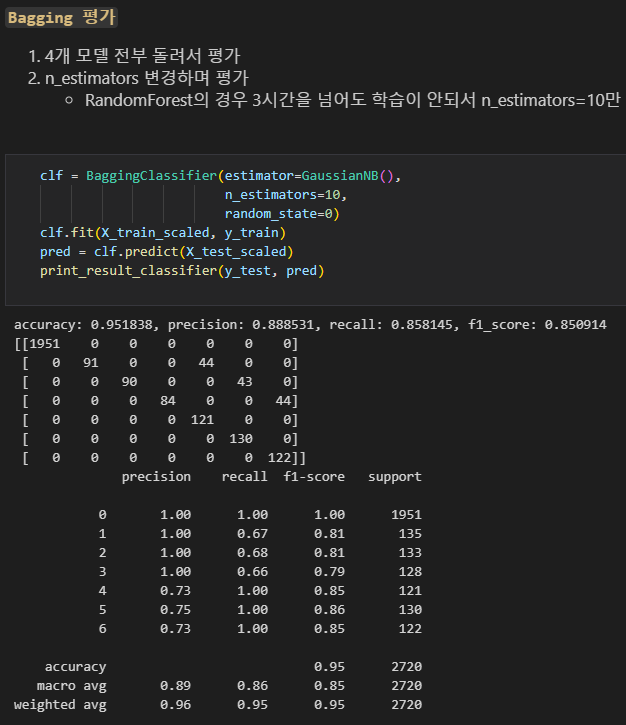 Bagging 평가
1. 4개 모델 전부 돌려서 평가
2. n_estimators 변경하며 평가
RandomForest의 경우 3시간을 넘어도 학습이 안되서 n_estimators=10만
clf = BaggingClassifier(estimator=GaussianNB(),
n_estimators=10,
random_state=0)
clf.fit(X_train_scaled, y_train)
pred = clf.predict(X_test_scaled)
print_result_classifier(y_test, pred)
accuracy: 0.951838, precision: 0.888531, recall: 0.858145, f1_score: 0.850914
[[1951    0    0    0    0    0    0]
[   0   91    0    0   44    0    0]
[   0    0   90    0    0   43    0]
[   0    0    0   84    0    0   44]
[   0    0    0    0  121    0    0]
[   0    0    0    0    0  130    0]
[   0    0    0    0    0    0  122]]
precision    recall  f1-score   support
0       1.00      1.00      1.00      1951
1       1.00      0.67      0.81       135
2       1.00      0.68      0.81       133
3       1.00      0.66      0.79       128
4       0.73      1.00      0.85       121
5       0.75      1.00      0.86       130
6       0.73      1.00      0.85       122
accuracy                           0.95      2720
macro avg       0.89      0.86      0.85      2720
weighted avg       0.96      0.95      0.95      2720